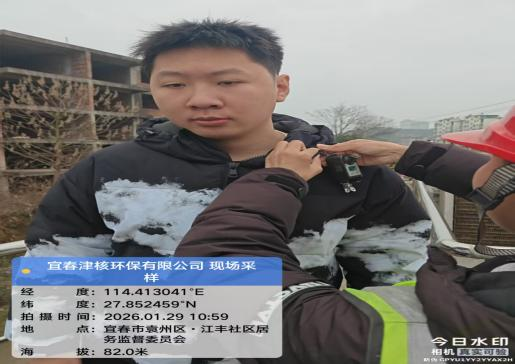 宜春津核环保有限公司 现场采
样
经 度：114.413041°E
纬 度：27.852459°N
拍摄时间：2026.01.29 10:59
地 点：宜春市袁州区·江丰社区居
务监督委员会
海 拔：82.0米
今日水印
相机 真实可验
防伪 GPYU1YY2YYAX2H